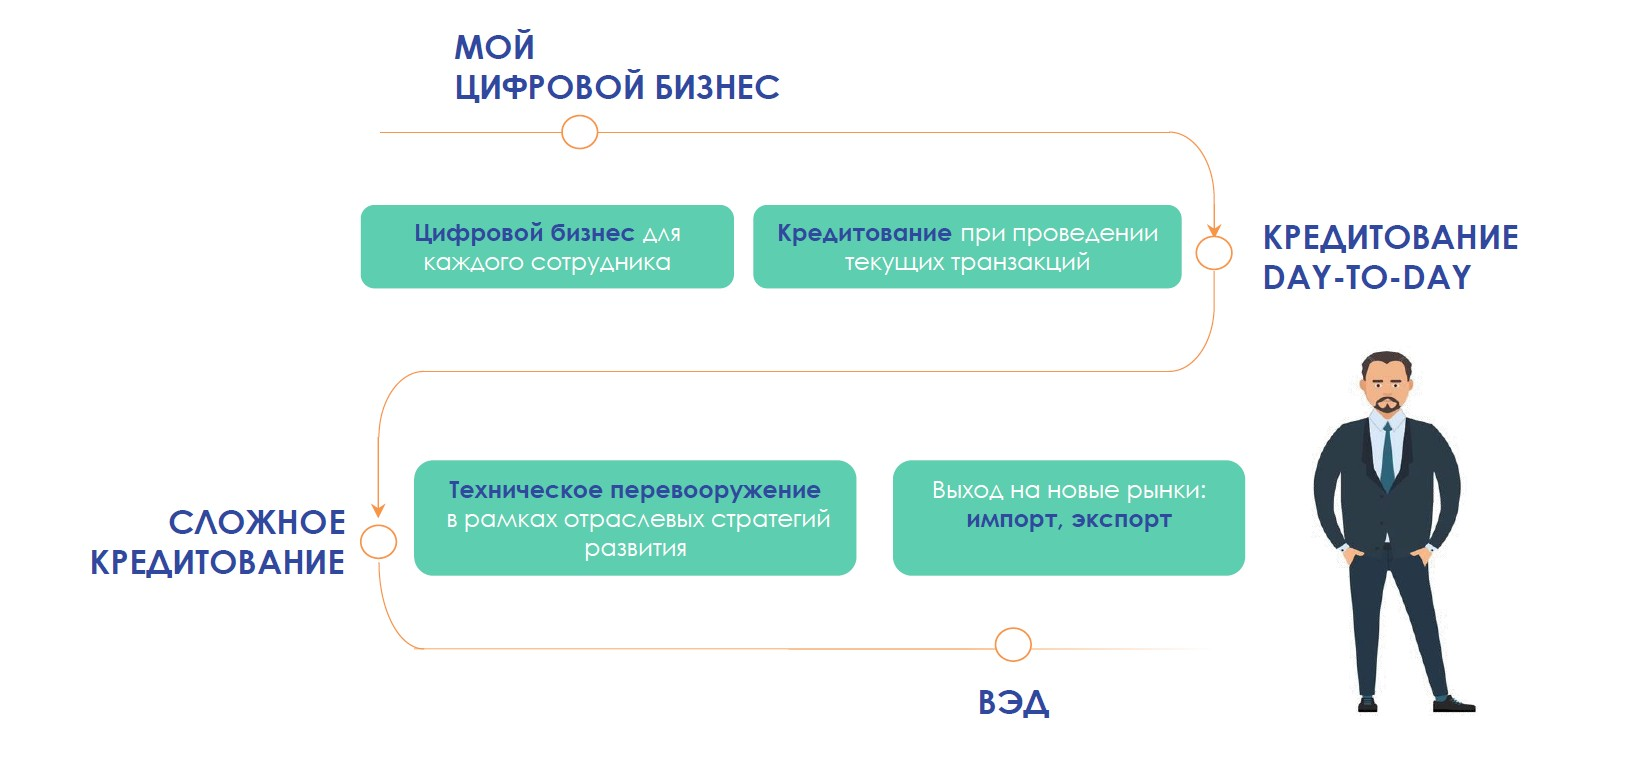 МОЙ
ЦИФРОВОЙ БИЗНЕС
Цифровой бизнес для
каждого сотрудника
Кредитование при проведении
текущих транзакций
КРЕДИТОВАНИЕ
DAY-TO-DAY
СЛОЖНОЕ
КРЕДИТОВАНИЕ
Техническое перевооружение
в рамках отраслевых стратегий
развития
Выход на новые рынки:
импорт, экспорт
ВЭД